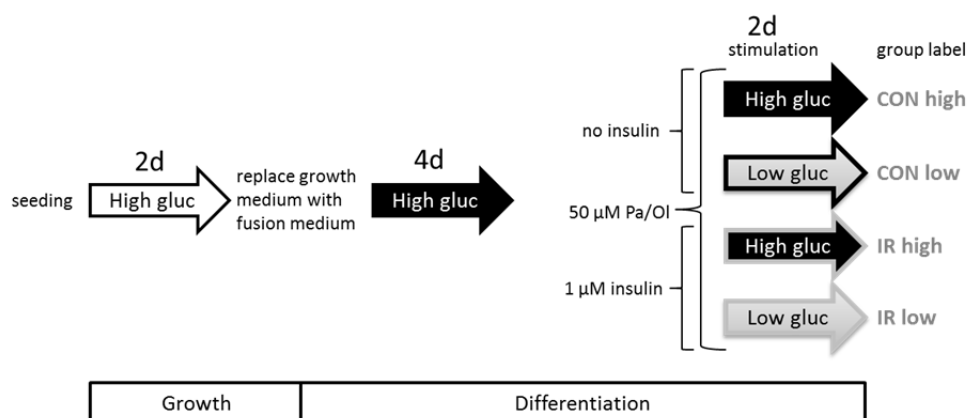 2d
stimulation
group label
High gluc
CON high
no insulin
2d
4d
Low gluc
CON low
seeding
High gluc
replace growth
medium with
fusion medium
High gluc
50 µM Pa/Ol
High gluc
IR high
1 µM insulin
Low gluc
IR low
Growth
Differentiation